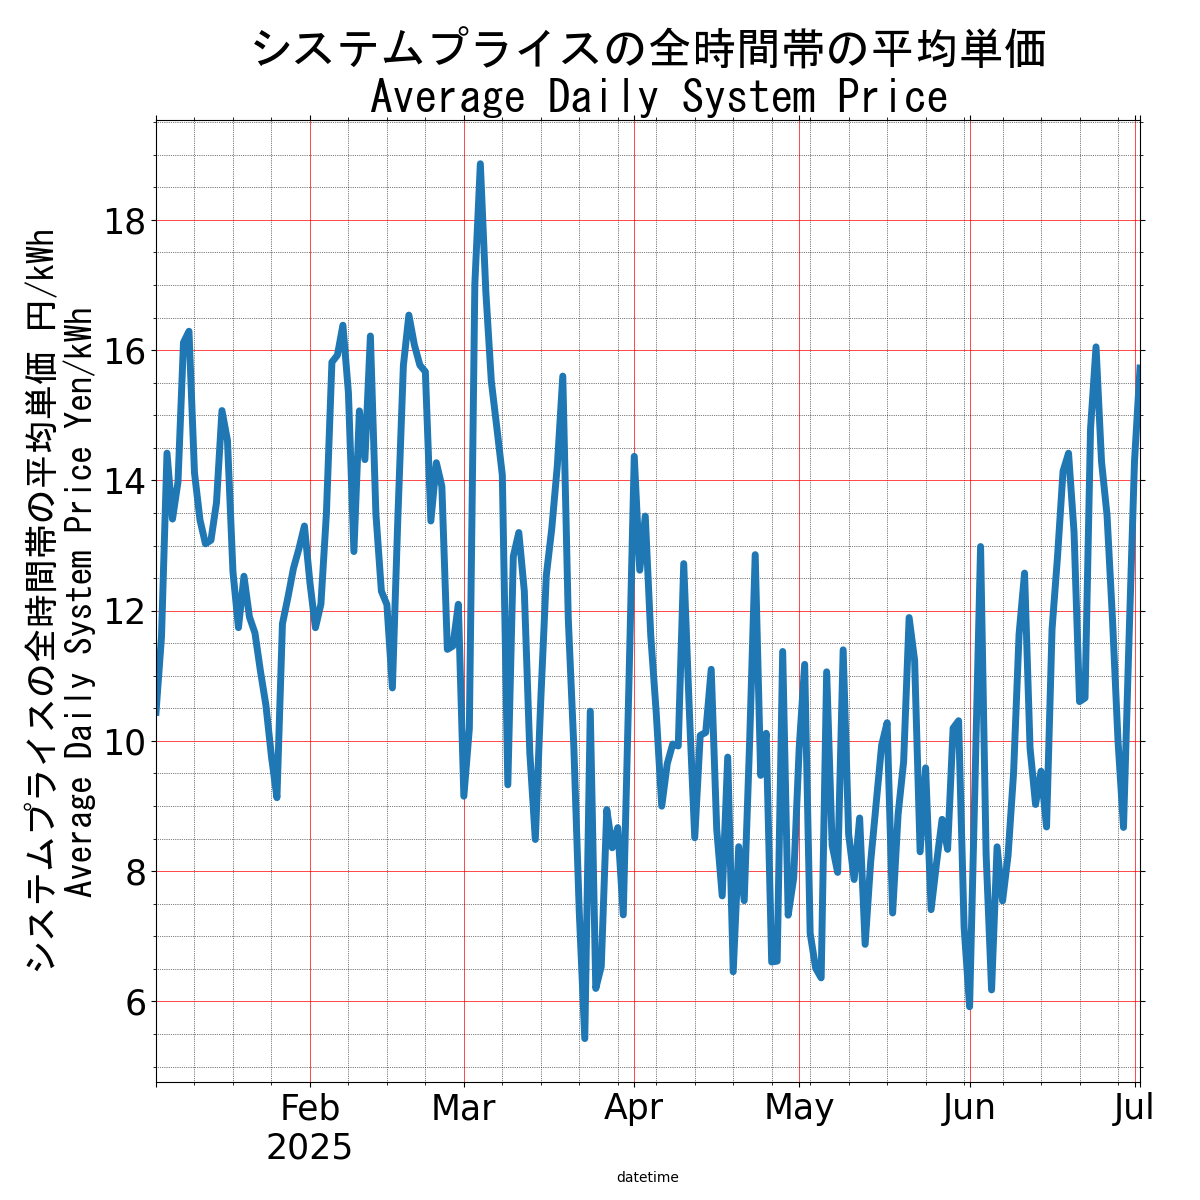 システムプライスの全時間帯の平均単価
Average Daily System Price
システムプライスの全時間帯の平均単価 円/kWh
Average Daily System Price Yen/kWh
18
16
14
12
10
8
6
Feb
2025
Mar
Apr
May
Jun
Jul
datetime